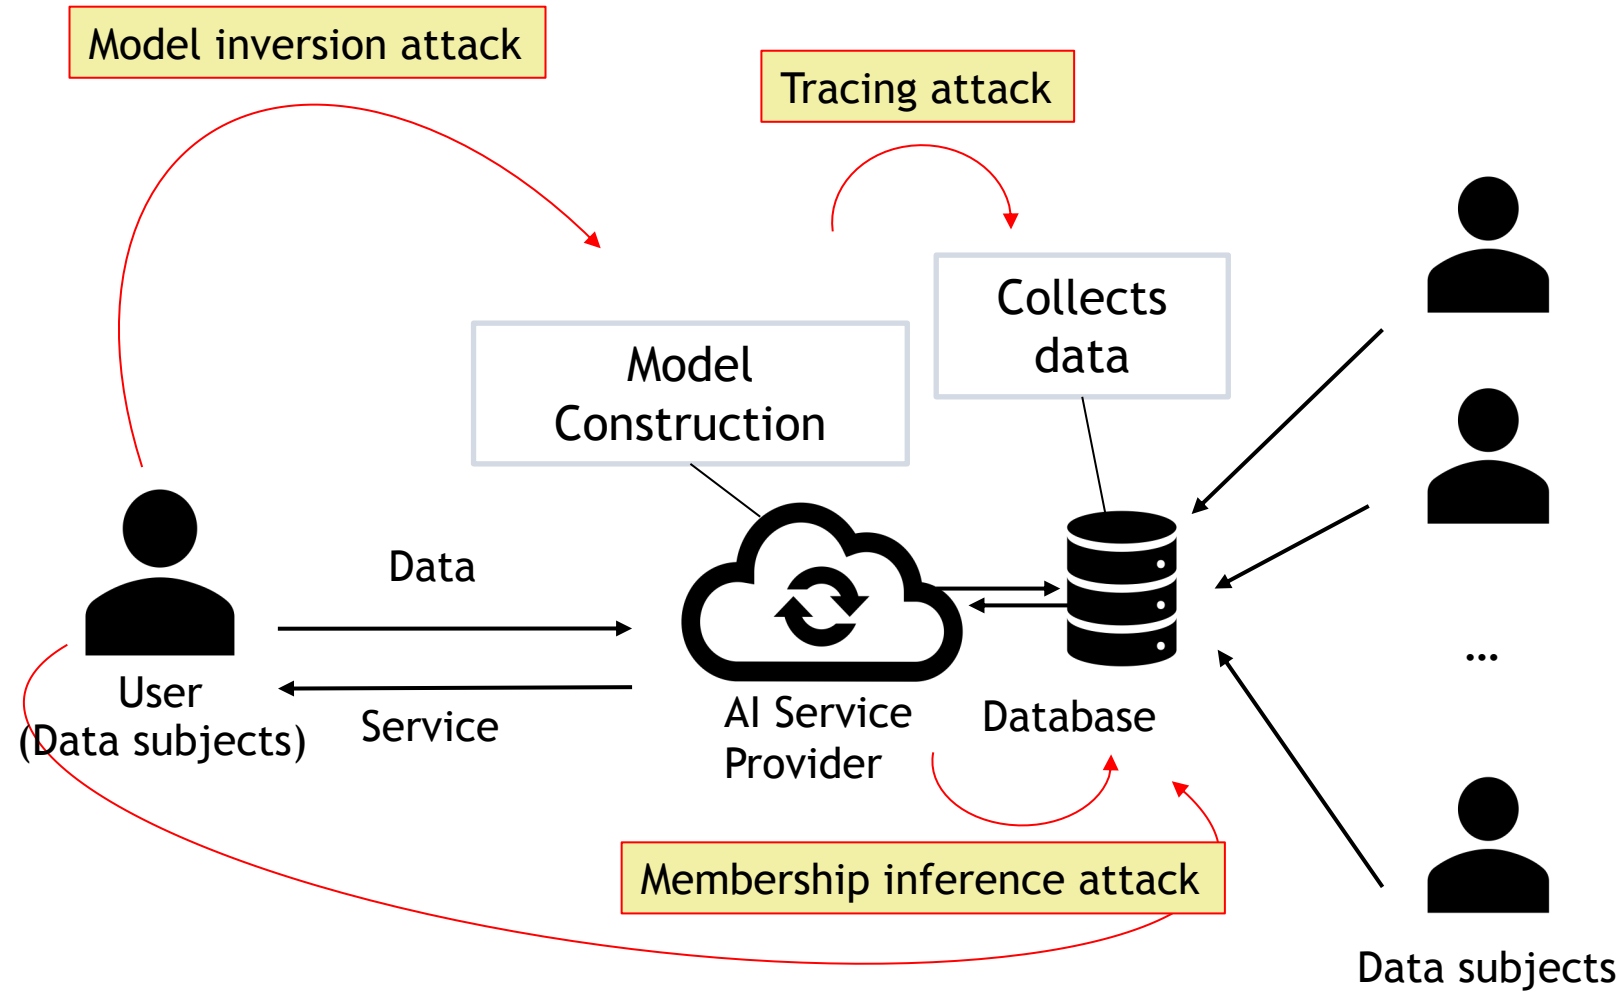 Model inversion attack
Tracing attack
Collects
data
Model
Construction
Data
User
(Data subjects)
Service
AI Service
Provider
Database
...
Membership inference attack
Data subjects